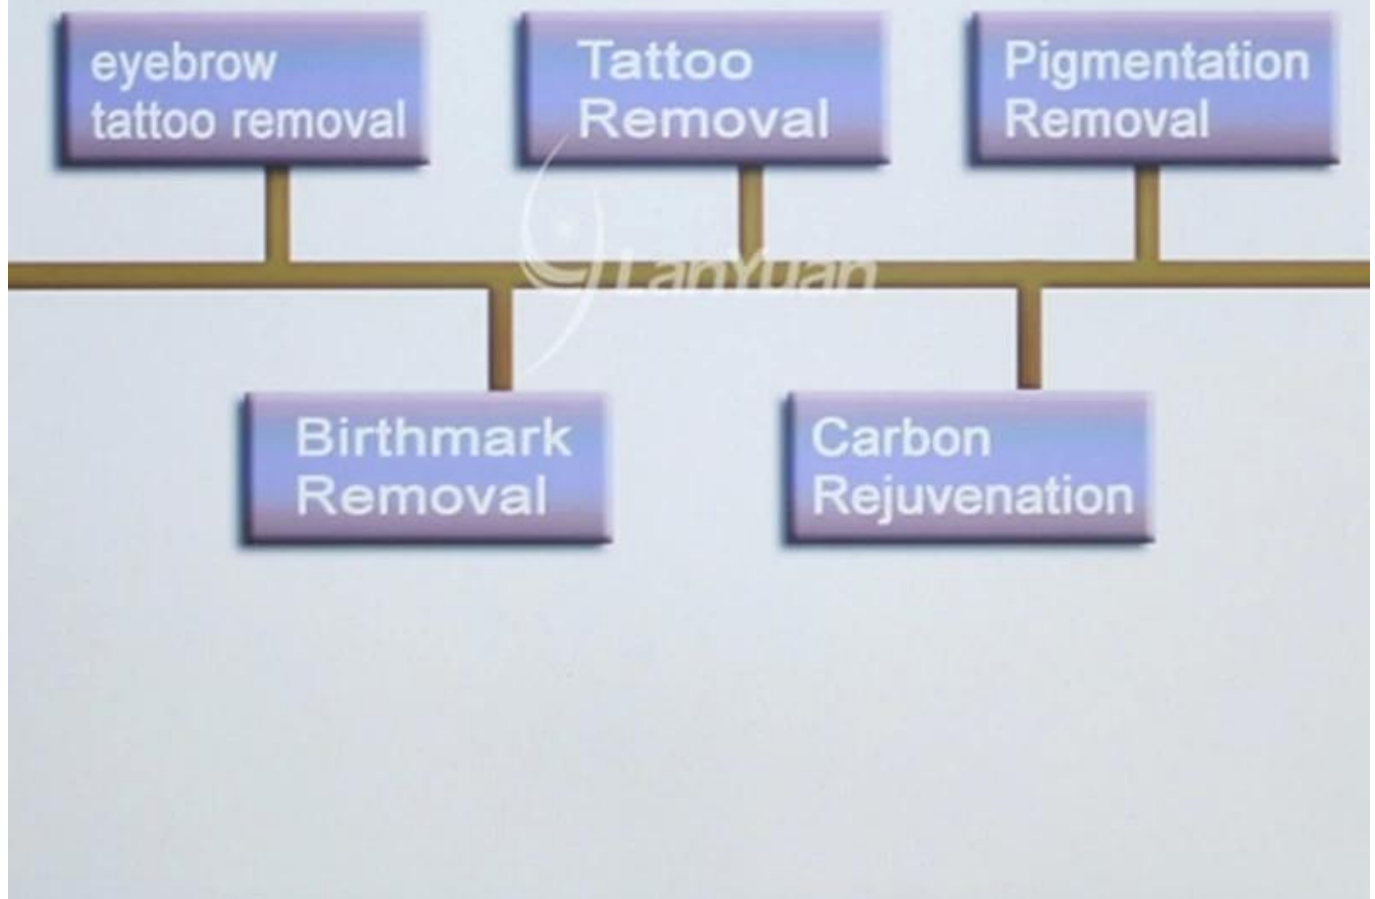 eyebrow
tattoo removal
Tattoo
Removal
Pigmentation
Removal
LanYuan
Birthmark
Removal
Carbon
Rejuvenation